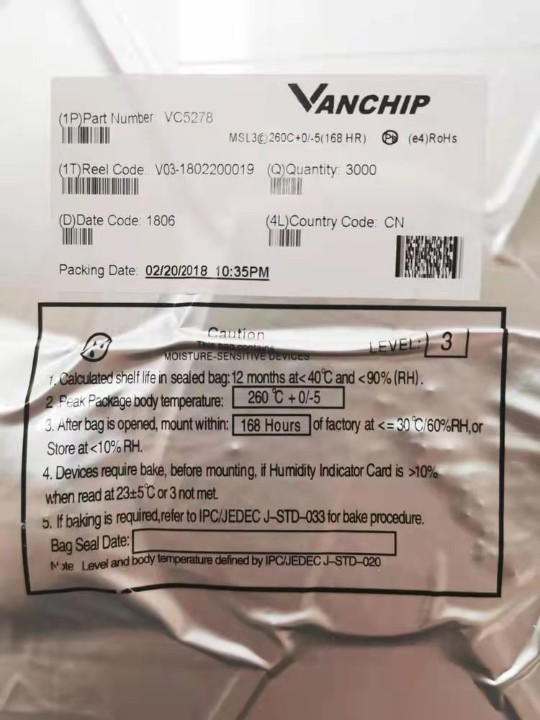 VANCHIP
(1P)Part Number VC5278
MSL3@260C+0/-5(168 HR) Pb (e4)RoHs
(1T)Reel Code V03-1802200019 (Q)Quantity: 3000
(D)Date Code: 1806 (4L)Country Code: CN
Packing Date: 02/20/2018 10:35PM
Caution
This bag contains
MOISTURE-SENSITIVE DEVICES
LEVEL: 3
1. Calculated shelf life in sealed bag:12 months at< 40℃ and <90% (RH).
2. Peak Package body temperature: 260 ℃ + 0/-5
3. After bag is opened, mount within: 168 Hours of factory at <= 30℃/60%RH,or
Store at <10% RH.
4. Devices require bake, before mounting, if Humidity Indicator Card is >10%
when read at 23±5℃ or 3 not met.
5. If baking is required,refer to IPC/JEDEC J-STD-033 for bake procedure.
Bag Seal Date:
Note Level and body temperature defined by IPC/JEDEC J-STD-020